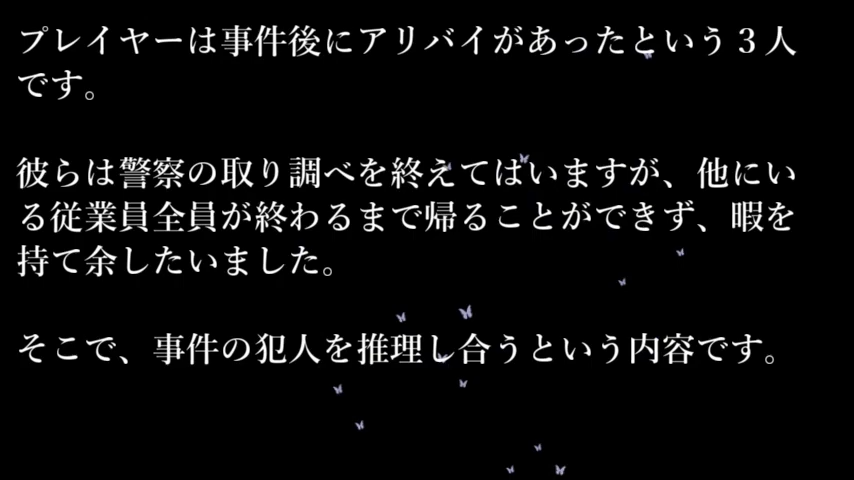 プレイヤーは事件後にアリバイがあったという３人
です。
彼らは警察の取り調べを終えてはいますが、他にい
る従業員全員が終わるまで帰ることができず、暇を
持て余したいました。
そこで、事件の犯人を推理し合うという内容です。